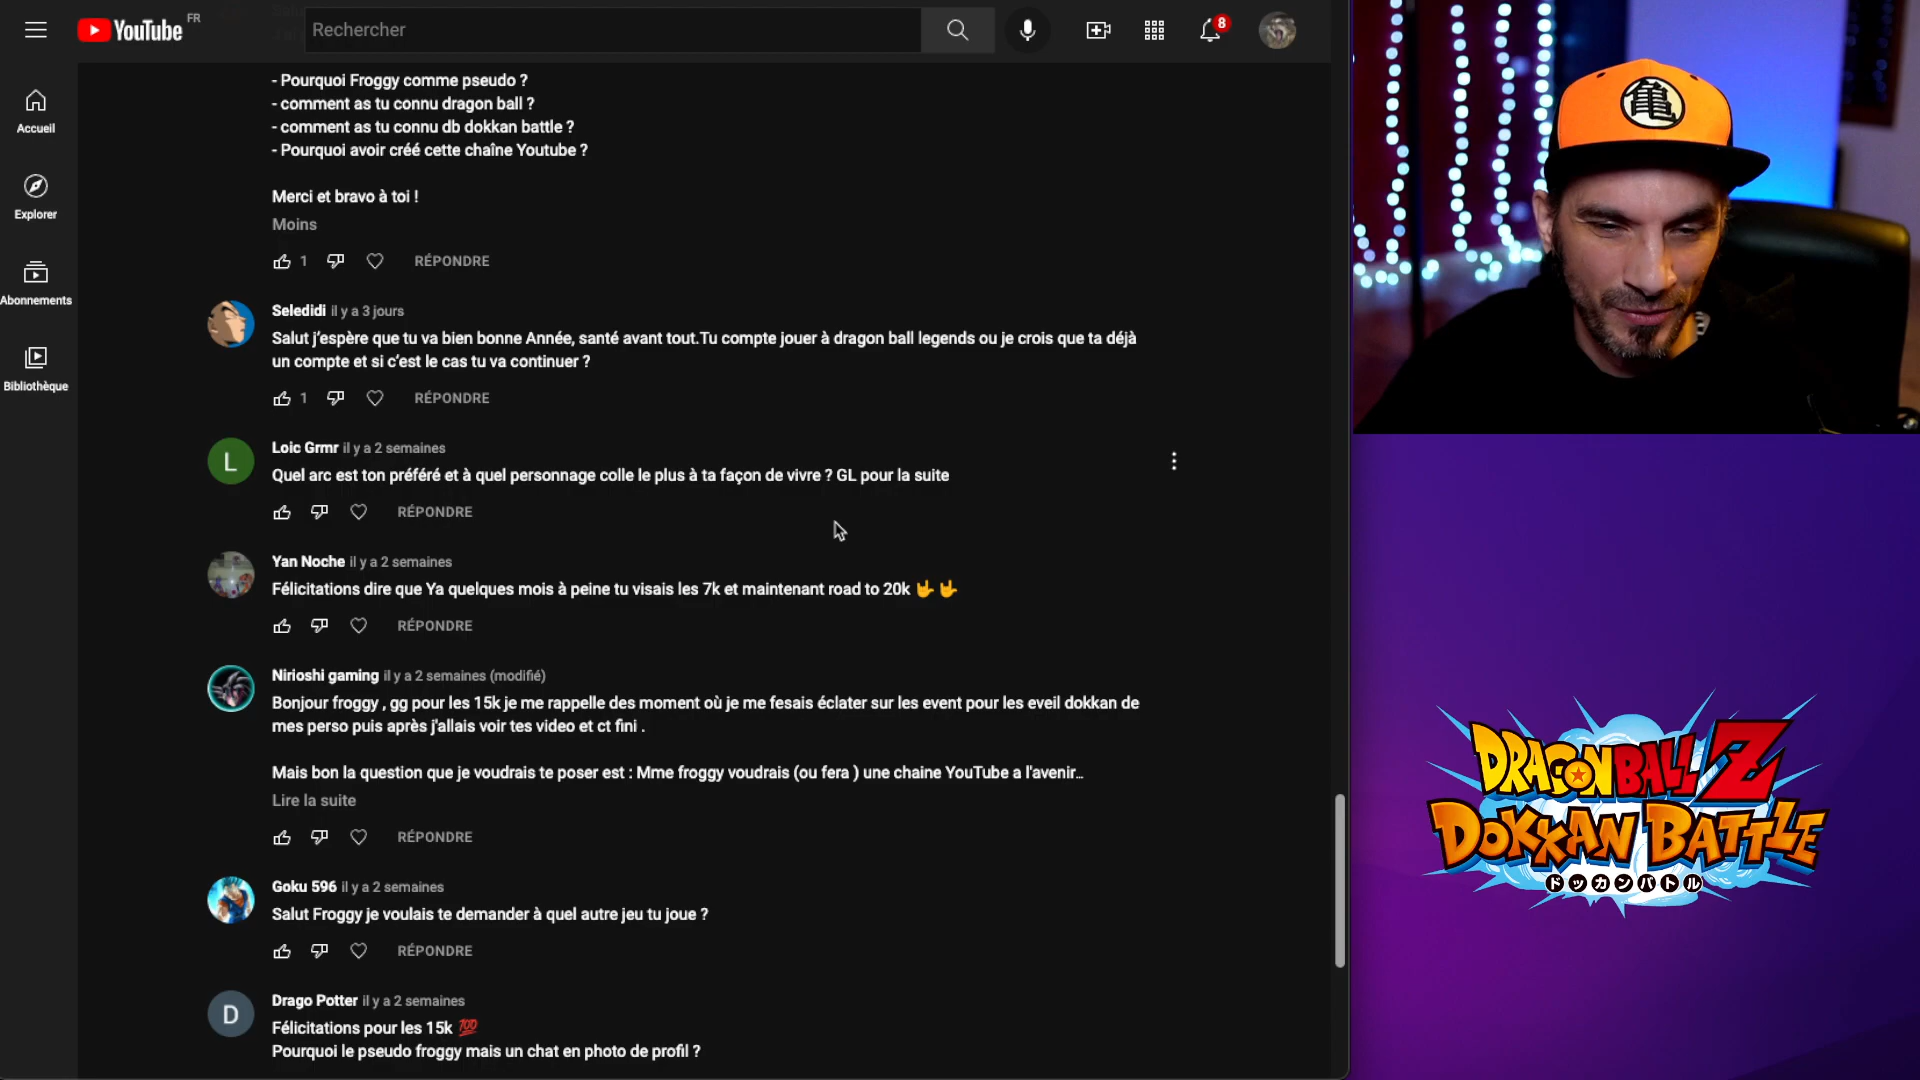 YouTube FR
Rechercher
8
Accueil
Explorer
Abonnements
Bibliothèque
- Pourquoi Froggy comme pseudo ?
- comment as tu connu dragon ball ?
- comment as tu connu db dokkan battle ?
- Pourquoi avoir créé cette chaîne Youtube ?
Merci et bravo à toi !
Moins
1 RÉPONDRE
Seledidi il y a 3 jours
Salut j’espère que tu va bien bonne Année, santé avant tout.Tu compte jouer à dragon ball legends ou je crois que ta déjà
un compte et si c’est le cas tu va continuer ?
1 RÉPONDRE
L
Loic Grmr il y a 2 semaines
Quel arc est ton préféré et à quel personnage colle le plus à ta façon de vivre ? GL pour la suite
RÉPONDRE
Yan Noche il y a 2 semaines
Félicitations dire que Ya quelques mois à peine tu visais les 7k et maintenant road to 20k 🤟🤟
RÉPONDRE
Nirioshi gaming il y a 2 semaines (modifié)
Bonjour froggy , gg pour les 15k je me rappelle des moment où je me fesais éclater sur les event pour les eveil dokkan de
mes perso puis après j'allais voir tes video et ct fini .
Mais bon la question que je voudrais te poser est : Mme froggy voudrais (ou fera ) une chaine YouTube a l'avenir…
Lire la suite
RÉPONDRE
Goku 596 il y a 2 semaines
Salut Froggy je voulais te demander à quel autre jeu tu joue ?
RÉPONDRE
D
Drago Potter il y a 2 semaines
Félicitations pour les 15k 💯
Pourquoi le pseudo froggy mais un chat en photo de profil ?
亀
DRAGON BALL Z
DOKKAN BATTLE
ドッカンバトル